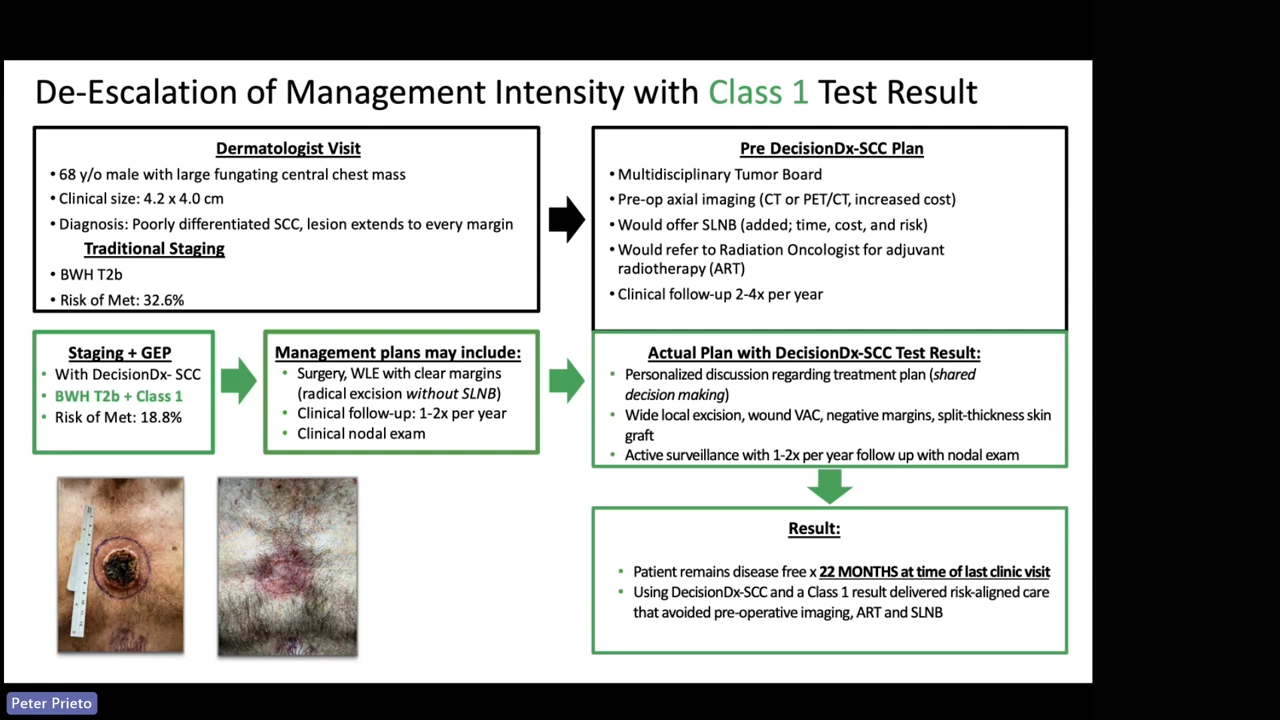 De-Escalation of Management Intensity with Class 1 Test Result
Dermatologist Visit
• 68 y/o male with large fungating central chest mass
• Clinical size: 4.2 x 4.0 cm
• Diagnosis: Poorly differentiated SCC, lesion extends to every margin
Traditional Staging
• BWH T2b
• Risk of Met: 32.6%
Pre DecisionDx-SCC Plan
• Multidisciplinary Tumor Board
• Pre-op axial imaging (CT or PET/CT, increased cost)
• Would offer SLNB (added; time, cost, and risk)
• Would refer to Radiation Oncologist for adjuvant
radiotherapy (ART)
• Clinical follow-up 2-4x per year
Staging + GEP
• With DecisionDx- SCC
• BWH T2b + Class 1
• Risk of Met: 18.8%
Management plans may include:
• Surgery, WLE with clear margins
(radical excision without SLNB)
• Clinical follow-up: 1-2x per year
• Clinical nodal exam
Actual Plan with DecisionDx-SCC Test Result:
• Personalized discussion regarding treatment plan (shared
decision making)
• Wide local excision, wound VAC, negative margins, split-thickness skin
graft
• Active surveillance with 1-2x per year follow up with nodal exam
Result:
• Patient remains disease free x 22 MONTHS at time of last clinic visit
• Using DecisionDx-SCC and a Class 1 result delivered risk-aligned care
that avoided pre-operative imaging, ART and SLNB
Peter Prieto